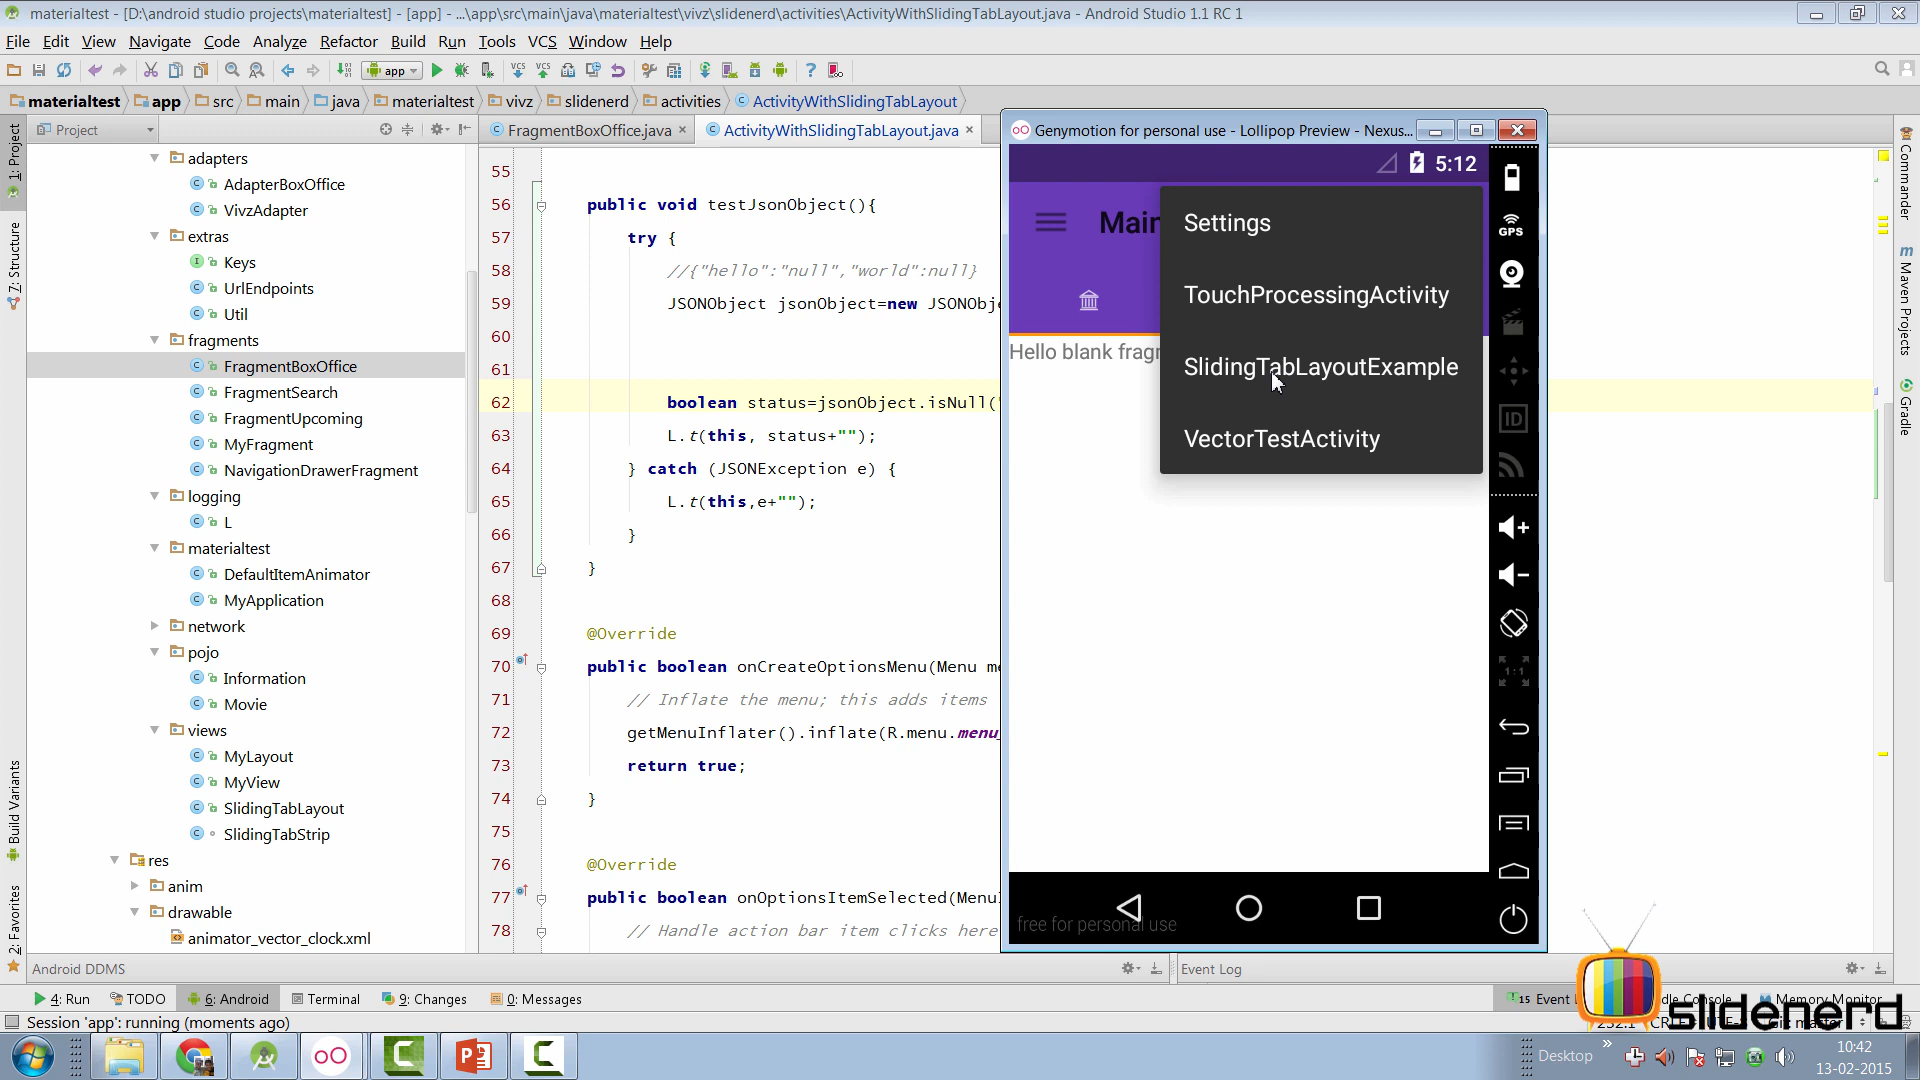 materialtest - [D:\android studio projects\materialtest] - [app] - ...\app\src\main\java\materialtest\vivz\slidenerd\activities\ActivityWithSlidingTabLayout.java - Android Studio 1.1 RC 1
File Edit View Navigate Code Analyze Refactor Build Run Tools VCS Window Help
app
materialtest app src main java materialtest vivz slidenerd activities ActivityWithSlidingTabLayout
Project
FragmentBoxOffice.java
ActivityWithSlidingTabLayout.java
1: Project
7: Structure
Build Variants
2: Favorites
adapters
AdapterBoxOffice
VivzAdapter
extras
Keys
UrlEndpoints
Util
fragments
FragmentBoxOffice
FragmentSearch
FragmentUpcoming
MyFragment
NavigationDrawerFragment
logging
L
materialtest
DefaultItemAnimator
MyApplication
network
pojo
Information
Movie
views
MyLayout
MyView
SlidingTabLayout
SlidingTabStrip
res
anim
drawable
animator_vector_clock.xml
55
56 public void testJsonObject(){
57 try {
58 //{"hello":"null","world":null}
59 JSONObject jsonObject=new JSONObj
60
61
62 boolean status=jsonObject.isNull(
63 L.t(this, status+"");
64 } catch (JSONException e) {
65 L.t(this,e+"");
66 }
67 }
68
69 @Override
70 public boolean onCreateOptionsMenu(Menu me
71 // Inflate the menu; this adds items
72 getMenuInflater().inflate(R.menu.menu_
73 return true;
74 }
75
76 @Override
77 public boolean onOptionsItemSelected(Menu
78 // Handle action bar item clicks here
Genymotion for personal use - Lollipop Preview - Nexus...
5:12
Main
Settings
TouchProcessingActivity
SlidingTabLayoutExample
VectorTestActivity
Hello blank fragm
free for personal use
GPS
ID
1:1
Commander
Maven Projects
Gradle
Android DDMS
Event Log
4: Run TODO 6: Android Terminal 9: Changes 0: Messages
15 Event L dle Console Memory Monitor
Session 'app': running (moments ago)
slidenerd
Desktop
10:42
13-02-2015